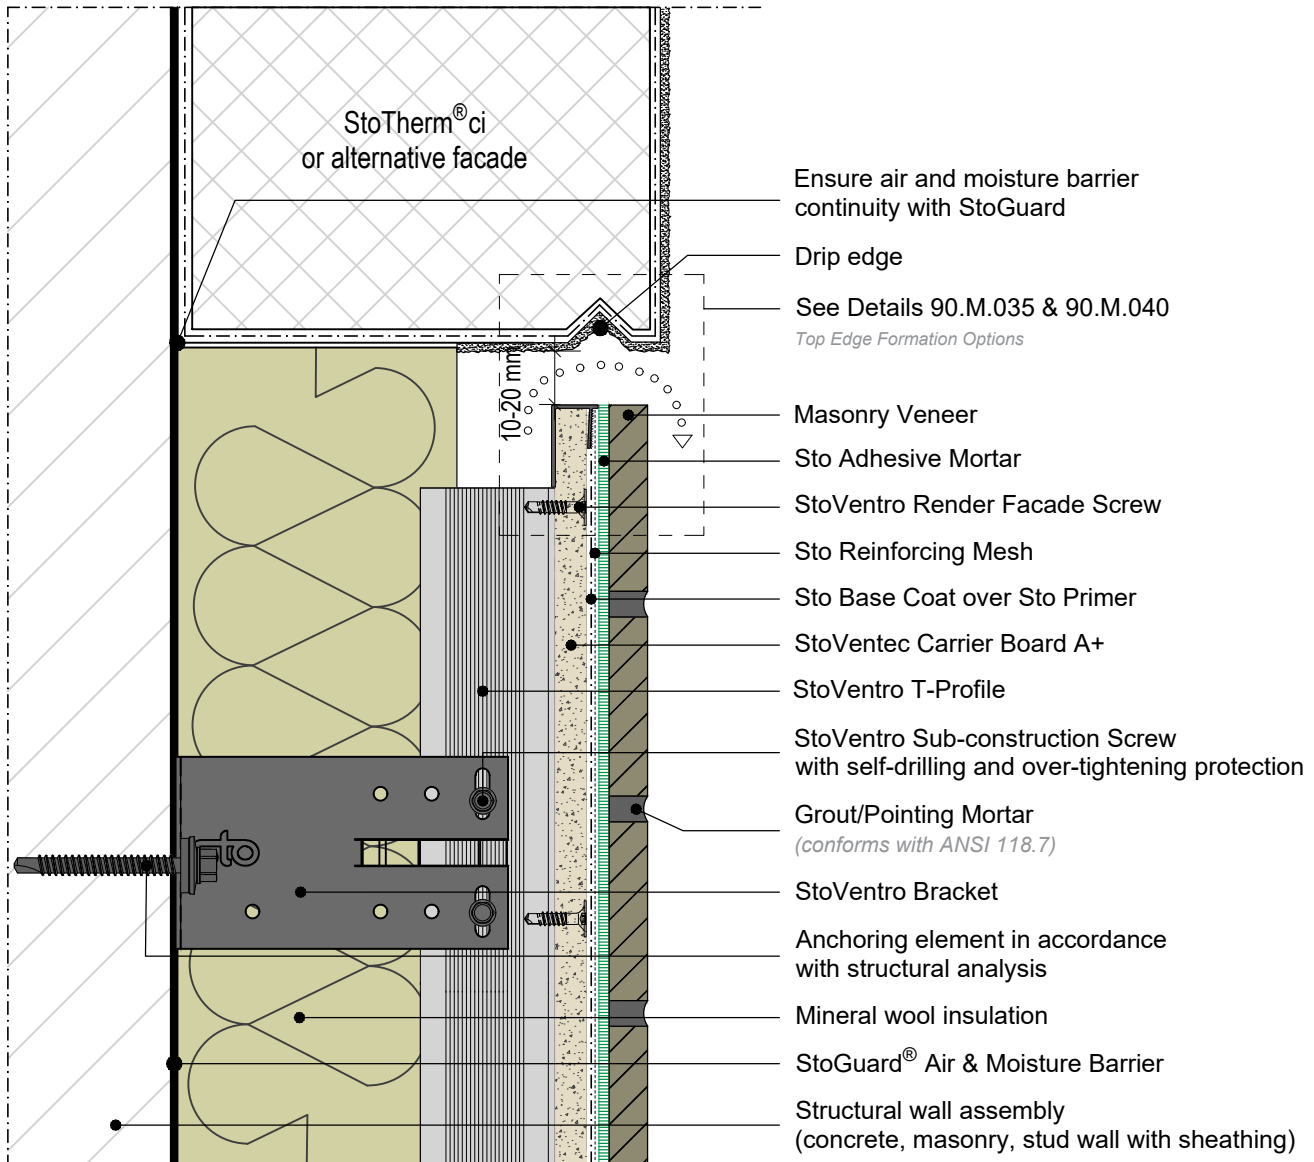 StoTherm® ci
or alternative facade
Ensure air and moisture barrier
continuity with StoGuard
Drip edge
See Details 90.M.035 & 90.M.040
Top Edge Formation Options
10-20 mm
Masonry Veneer
Sto Adhesive Mortar
StoVentro Render Facade Screw
Sto Reinforcing Mesh
Sto Base Coat over Sto Primer
StoVentec Carrier Board A+
StoVentro T-Profile
StoVentro Sub-construction Screw
with self-drilling and over-tightening protection
Grout/Pointing Mortar
(conforms with ANSI 118.7)
StoVentro Bracket
Anchoring element in accordance
with structural analysis
Mineral wool insulation
StoGuard® Air & Moisture Barrier
Structural wall assembly
(concrete, masonry, stud wall with sheathing)